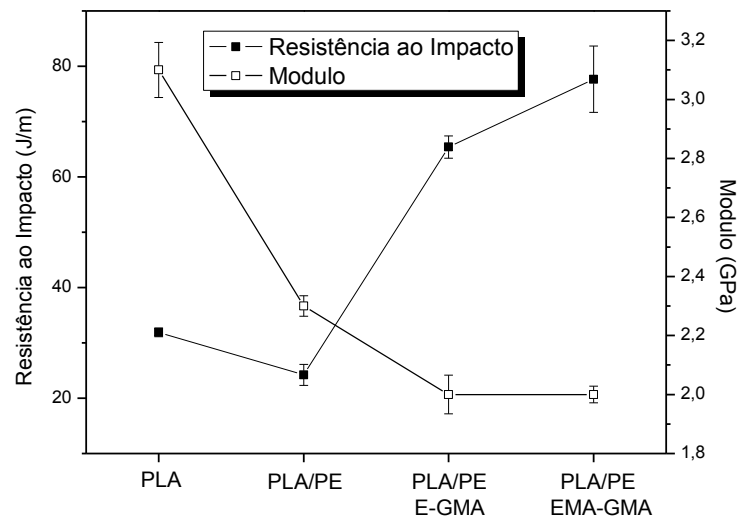 Resistência ao Impacto
Modulo
Resistência ao Impacto (J/m)
80
60
40
20
3,2
3,0
2,8
2,6
2,4
2,2
2,0
1,8
Modulo (GPa)
PLA
PLA/PE
PLA/PE
E-GMA
PLA/PE
EMA-GMA